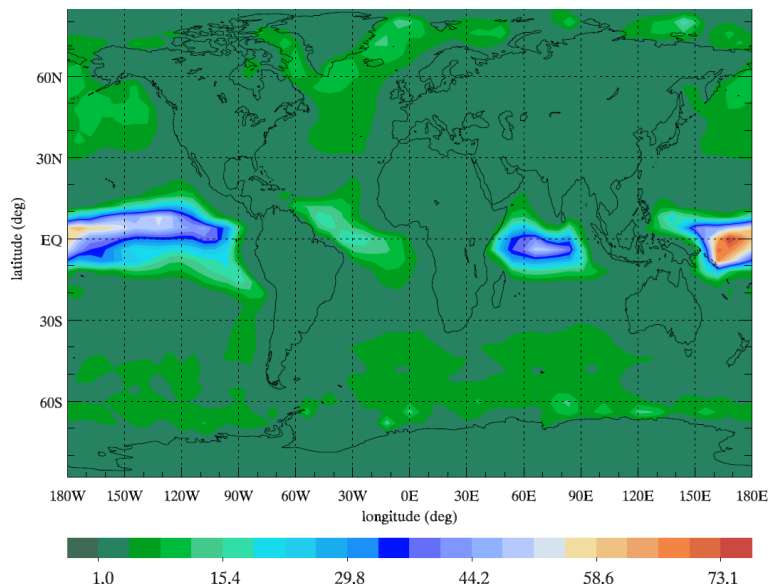 60N
30N
EQ
30S
60S
latitude (deg)
180W 150W 120W 90W 60W 30W 0E 30E 60E 90E 120E 150E 180E
longitude (deg)
1.0 15.4 29.8 44.2 58.6 73.1